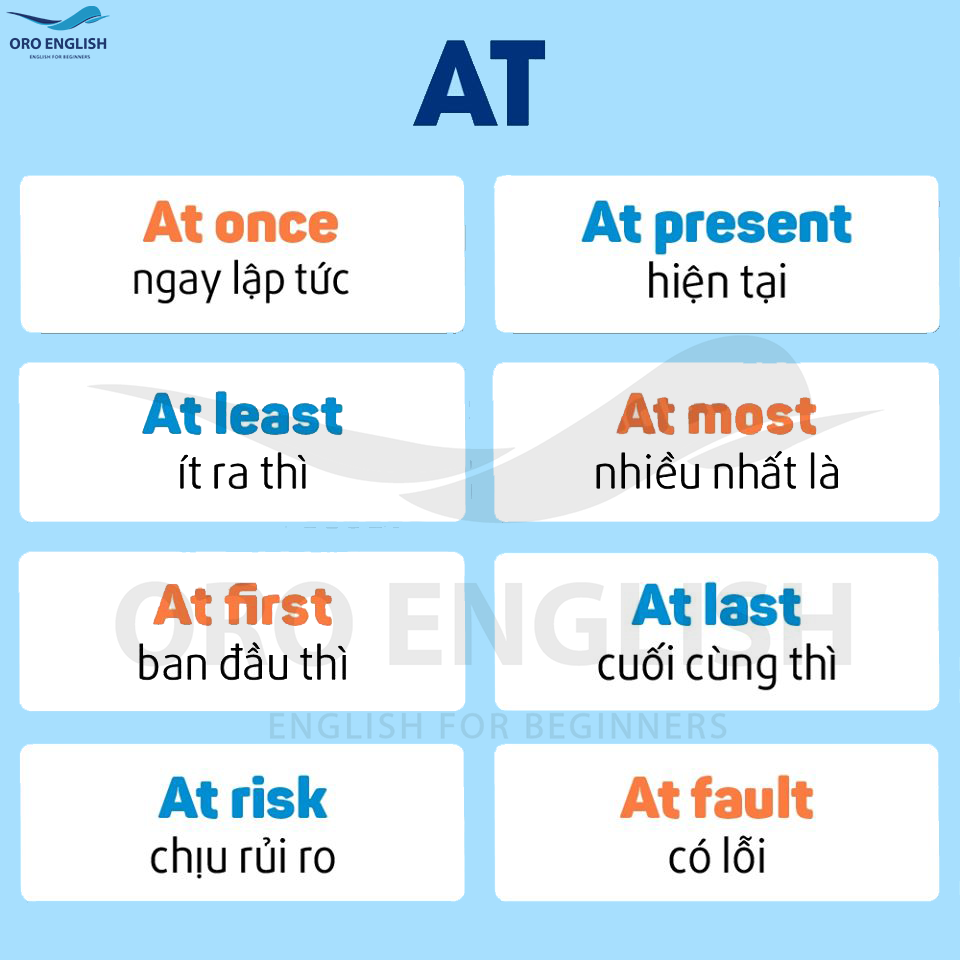 ORO ENGLISH
ENGLISH FOR BEGINNERS
AT
At once
ngay lập tức
At present
hiện tại
At least
ít ra thì
At most
nhiều nhất là
At first
ban đầu thì
At last
cuối cùng thì
ORO ENGLISH
ENGLISH FOR BEGINNERS
At risk
chịu rủi ro
At fault
có lỗi